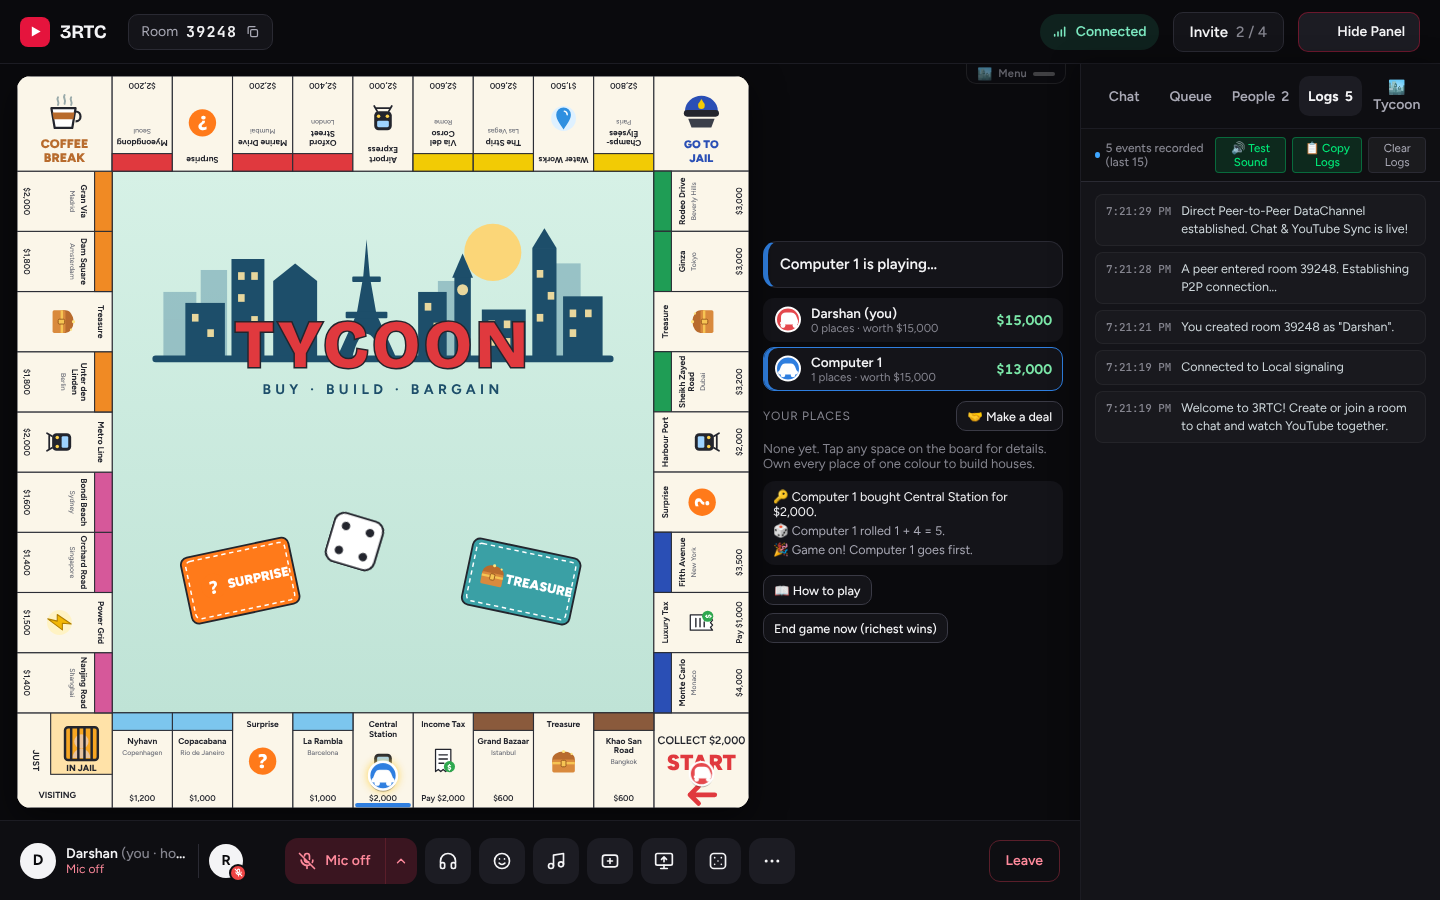 3RTC
Room 39248
Connected
Invite 2 / 4
Hide Panel
Menu
Chat
Queue
People 2
Logs 5
Tycoon
5 events recorded
(last 15)
Test
Sound
Copy
Logs
Clear
Logs
7:21:29 PM Direct Peer-to-Peer DataChannel
established. Chat & YouTube Sync is live!
7:21:28 PM A peer entered room 39248. Establishing
P2P connection...
7:21:21 PM You created room 39248 as "Darshan".
7:21:19 PM Connected to Local signaling
7:21:19 PM Welcome to 3RTC! Create or join a room
to chat and watch YouTube together.
COFFEE
BREAK
$2,200
Seoul
Myeongdong
?
Surprise
$2,200
Mumbai
Marine Drive
$2,400
London
Oxford
Street
$2,000
Airport
Express
$2,600
Rome
Via del
Corso
$2,600
Las Vegas
The Strip
$1,500
Water Works
$2,800
Paris
Champs-
Élysées
GO TO
JAIL
Gran Vía
Madrid
$2,000
Dam Square
Amsterdam
$1,800
Treasure
Unter den
Linden
Berlin
$1,800
Metro Line
$2,000
Bondi Beach
Sydney
$1,600
Orchard Road
Singapore
$1,400
Power Grid
$1,500
Nanjing Road
Shanghai
$1,400
Rodeo Drive
Beverly Hills
$3,000
Ginza
Tokyo
$3,000
Treasure
Sheikh Zayed
Road
Dubai
$3,200
Harbour Port
$2,000
Surprise
?
Fifth Avenue
New York
$3,500
Luxury Tax
Pay $1,000
Monte Carlo
Monaco
$4,000
TYCOON
BUY · BUILD · BARGAIN
? SURPRISE
TREASURE
JUST
IN JAIL
VISITING
Nyhavn
Copenhagen
$1,200
Copacabana
Rio de Janeiro
$1,000
Surprise
?
La Rambla
Barcelona
$1,000
Central
Station
$2,000
Income Tax
Pay $2,000
Grand Bazaar
Istanbul
$600
Treasure
Khao San
Road
Bangkok
$600
COLLECT $2,000
START
Computer 1 is playing...
Darshan (you)
0 places · worth $15,000
$15,000
Computer 1
1 places · worth $15,000
$13,000
YOUR PLACES
Make a deal
None yet. Tap any space on the board for details.
Own every place of one colour to build houses.
Computer 1 bought Central Station for
$2,000.
Computer 1 rolled 1 + 4 = 5.
Game on! Computer 1 goes first.
How to play
End game now (richest wins)
D
Darshan (you · ho...
Mic off
R
Mic off
Leave